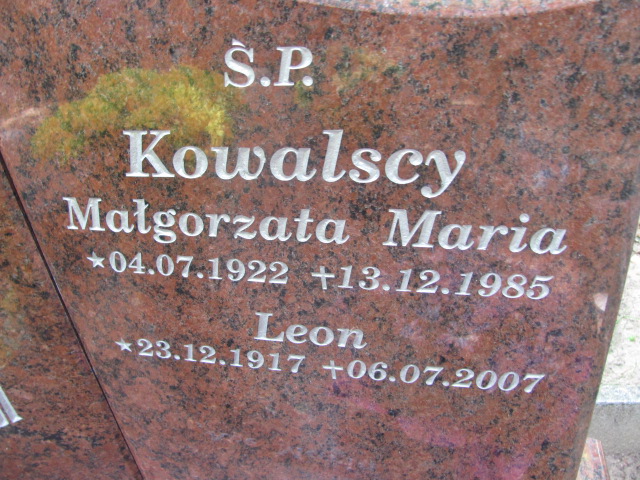 Ś.P.
Kowalscy
Małgorzata Maria
*04.07.1922 +13.12.1985
Leon
*23.12.1917 +06.07.2007